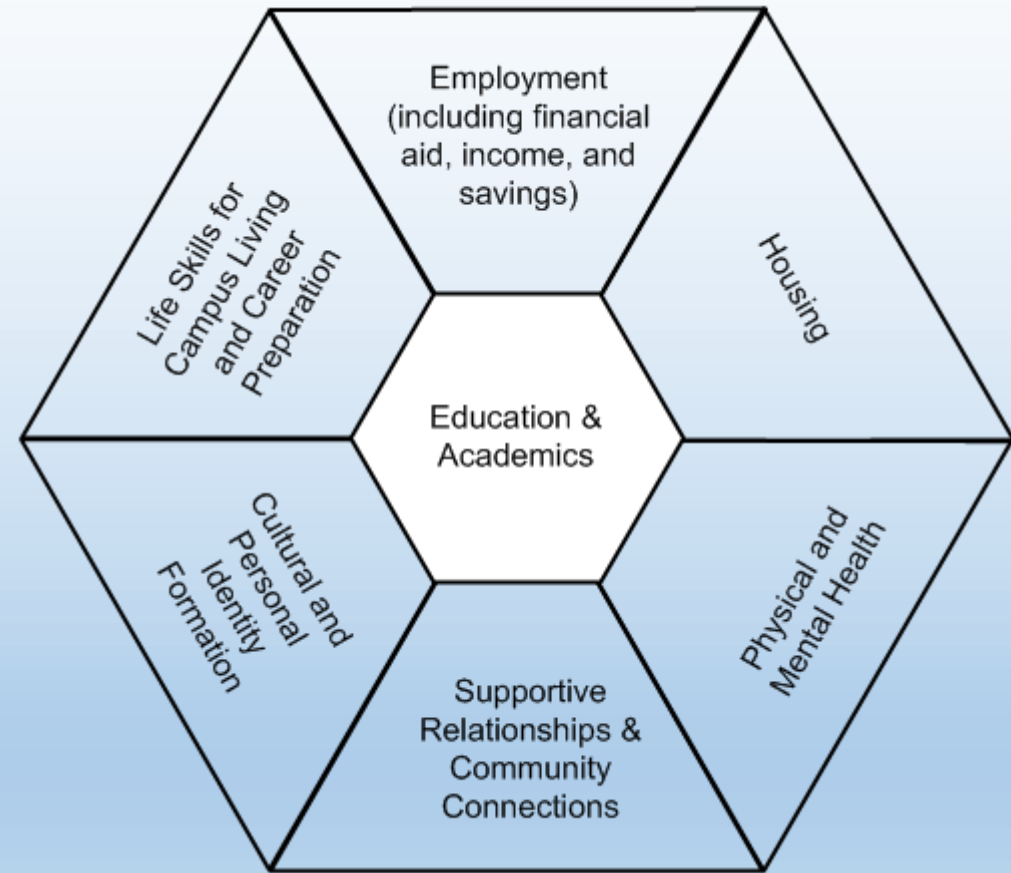 Employment
(including financial
aid, income, and
savings)
Housing
Physical and
Mental Health
Supportive
Relationships &
Community
Connections
Cultural and
Personal
Identity
Formation
Life Skills for
Campus Living
and Career
Preparation
Education &
Academics